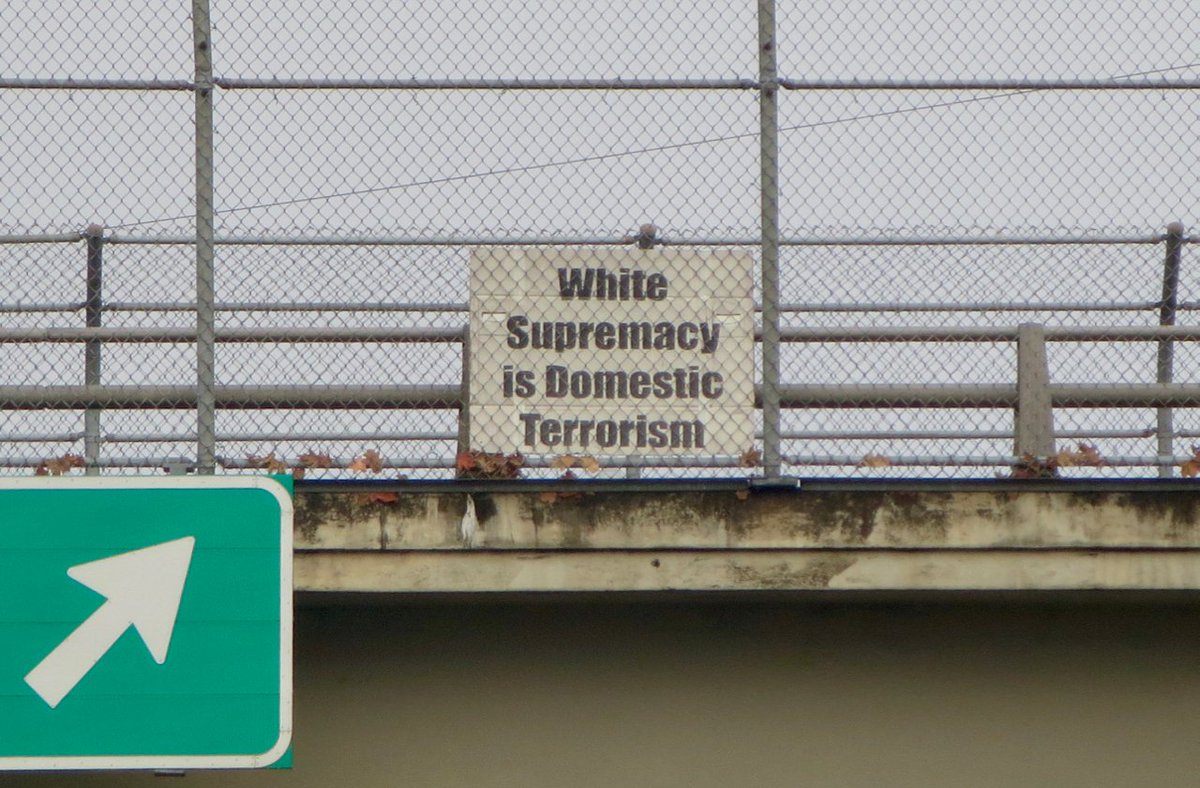 White
Supremacy
is Domestic
Terrorism